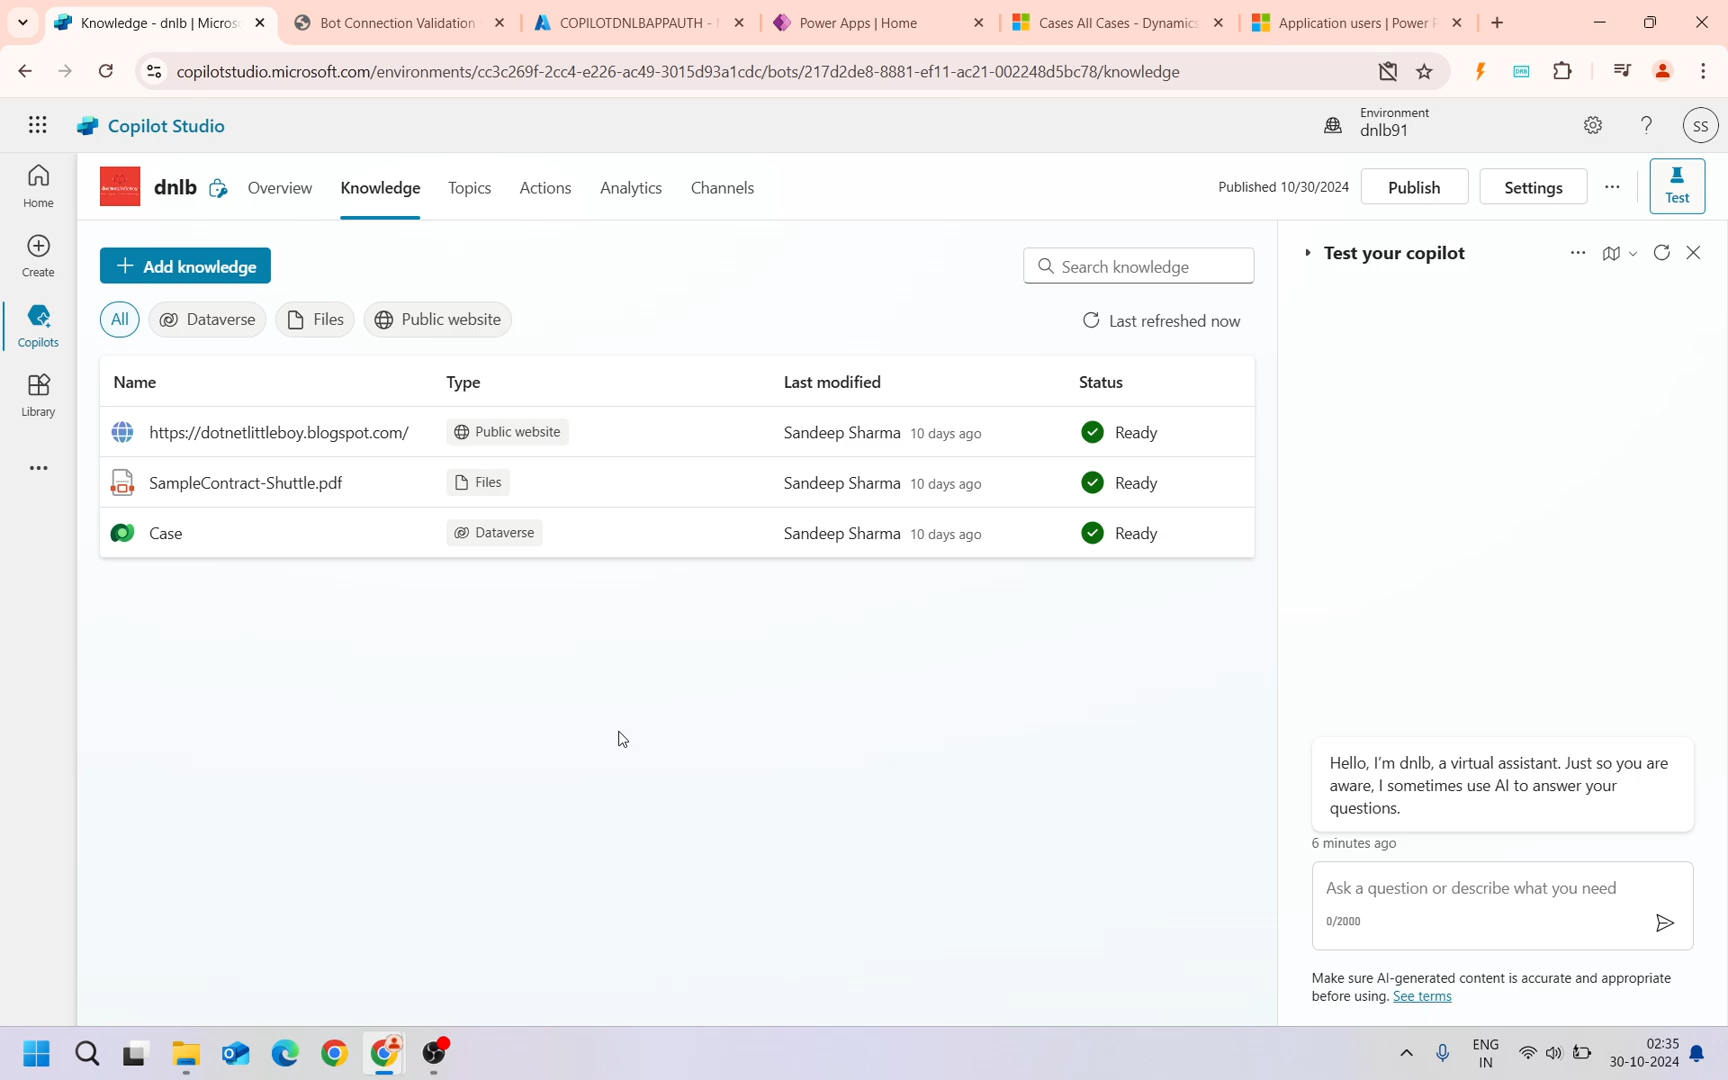 Knowledge - dnlb | Micros
Bot Connection Validation
COPILOTDNLBAPPAUTH -
Power Apps | Home
Cases All Cases - Dynamics
Application users | Power P
copilotstudio.microsoft.com/environments/cc3c269f-2cc4-e226-ac49-3015d93a1cdc/bots/217d2de8-8881-ef11-ac21-002248d5bc78/knowledge
Copilot Studio
Environment
dnlb91
SS
dnlb
Overview
Knowledge
Topics
Actions
Analytics
Channels
Published 10/30/2024
Publish
Settings
Test
Home
Create
Copilots
Library
Add knowledge
Search knowledge
All
Dataverse
Files
Public website
Last refreshed now
Name Type Last modified Status
https://dotnetlittleboy.blogspot.com/ Public website Sandeep Sharma 10 days ago Ready
SampleContract-Shuttle.pdf Files Sandeep Sharma 10 days ago Ready
Case Dataverse Sandeep Sharma 10 days ago Ready
Test your copilot
Hello, I'm dnlb, a virtual assistant. Just so you are
aware, I sometimes use AI to answer your
questions.
6 minutes ago
Ask a question or describe what you need
0/2000
Make sure AI-generated content is accurate and appropriate
before using. See terms
ENG
IN
02:35
30-10-2024